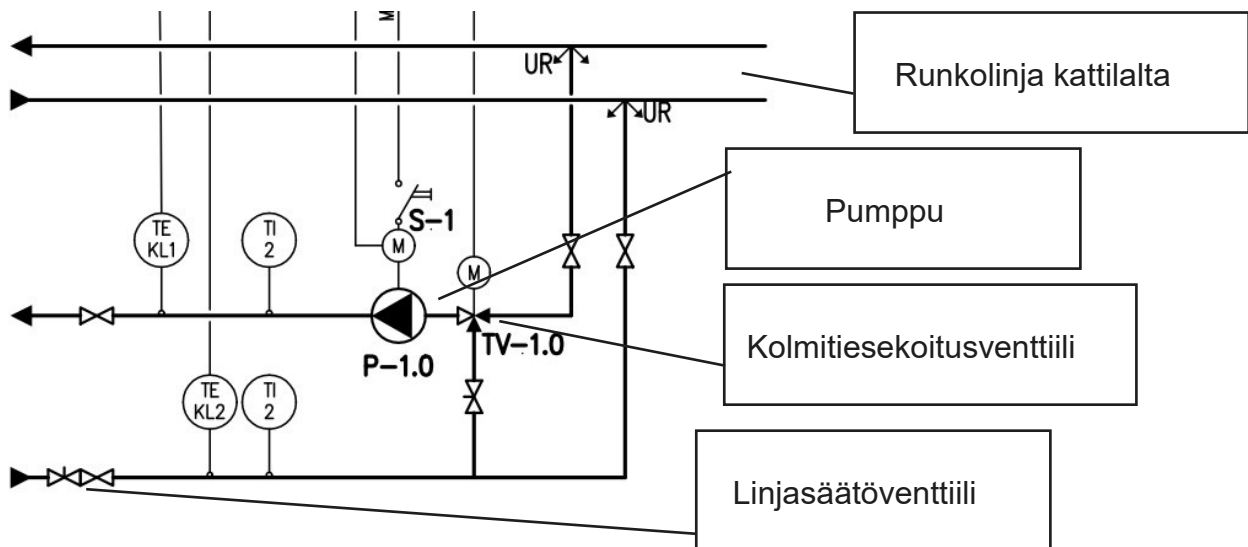 M
UR
Runkolinja kattilalta
UR
Pumppu
S-1
TE
KL1
TI
2
M
M
TV-1.0
P-1.0
Kolmitiesekoitusventtiili
TE
KL2
TI
2
Linjasäätöventtiili